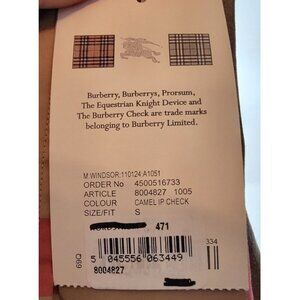 Burberry, Burberrys, Prorsum,
The Equestrian Knight Device and
The Burberry Check are trade marks
belonging to Burberry Limited.
M.WINDSOR:110124:A1051
ORDER No 4500516733
ARTICLE 8004827 1005
COLOUR CAMEL IP CHECK
SIZE/FIT S
471
69Q
334
5 045556 063449
8004827